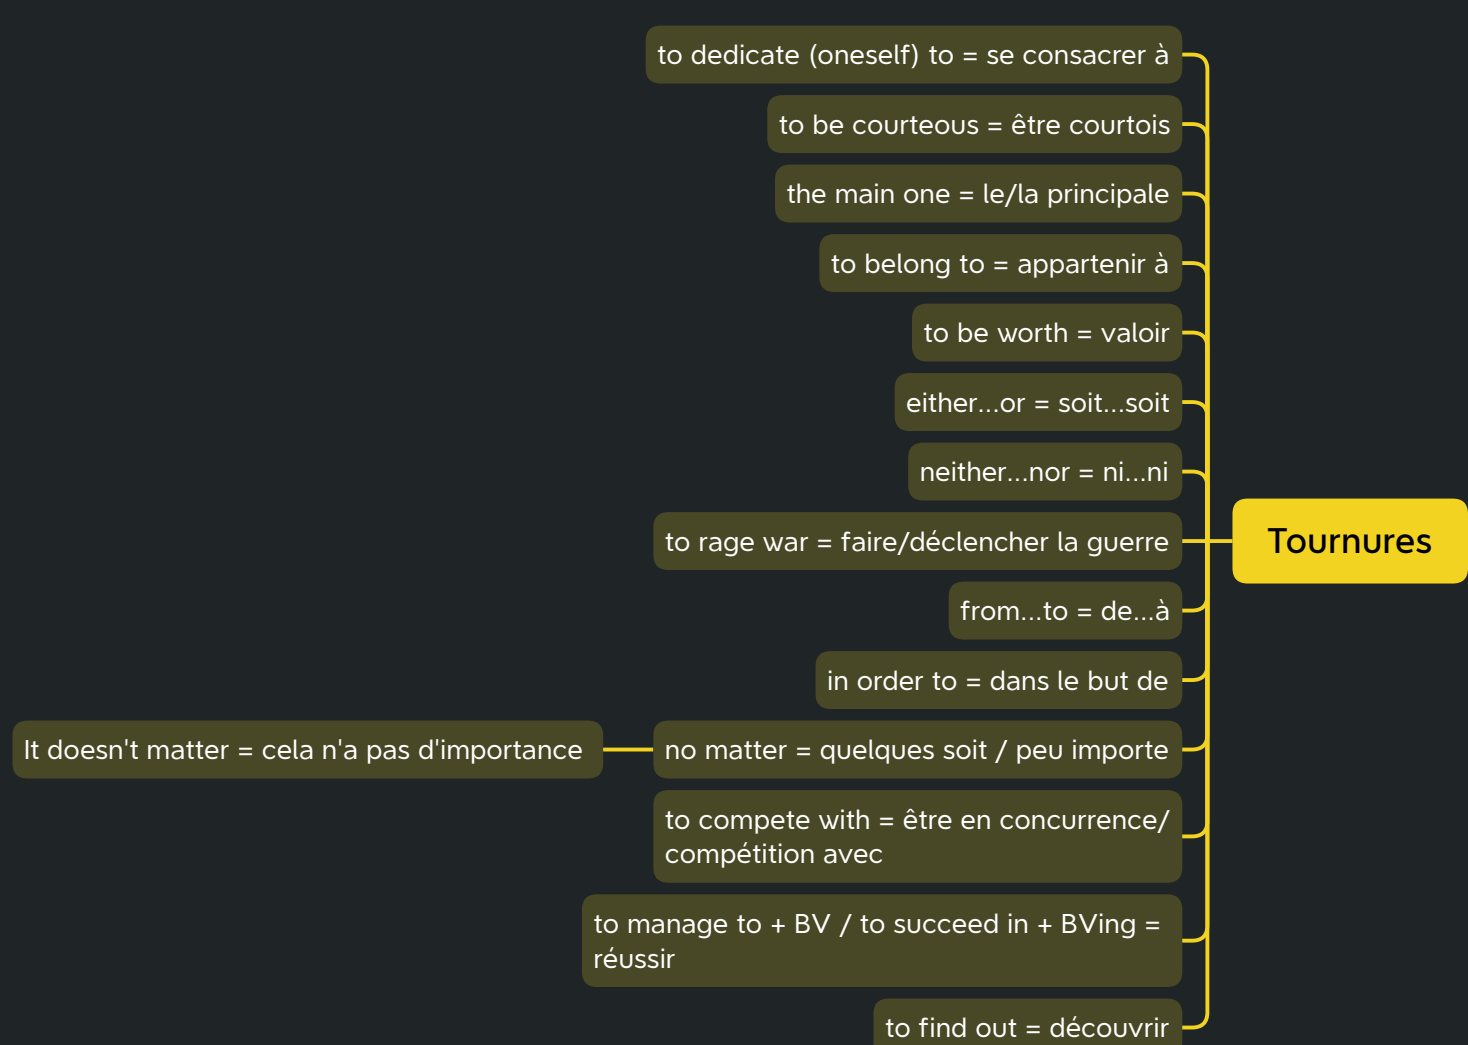 to dedicate (oneself) to = se consacrer à
to be courteous = être courtois
the main one = le/la principale
to belong to = appartenir à
to be worth = valoir
either...or = soit...soit
neither...nor = ni...ni
to rage war = faire/déclencher la guerre
Tournures
from...to = de...à
in order to = dans le but de
It doesn't matter = cela n'a pas d'importance
no matter = quelques soit / peu importe
to compete with = être en concurrence/
compétition avec
to manage to + BV / to succeed in + BVing =
réussir
to find out = découvrir